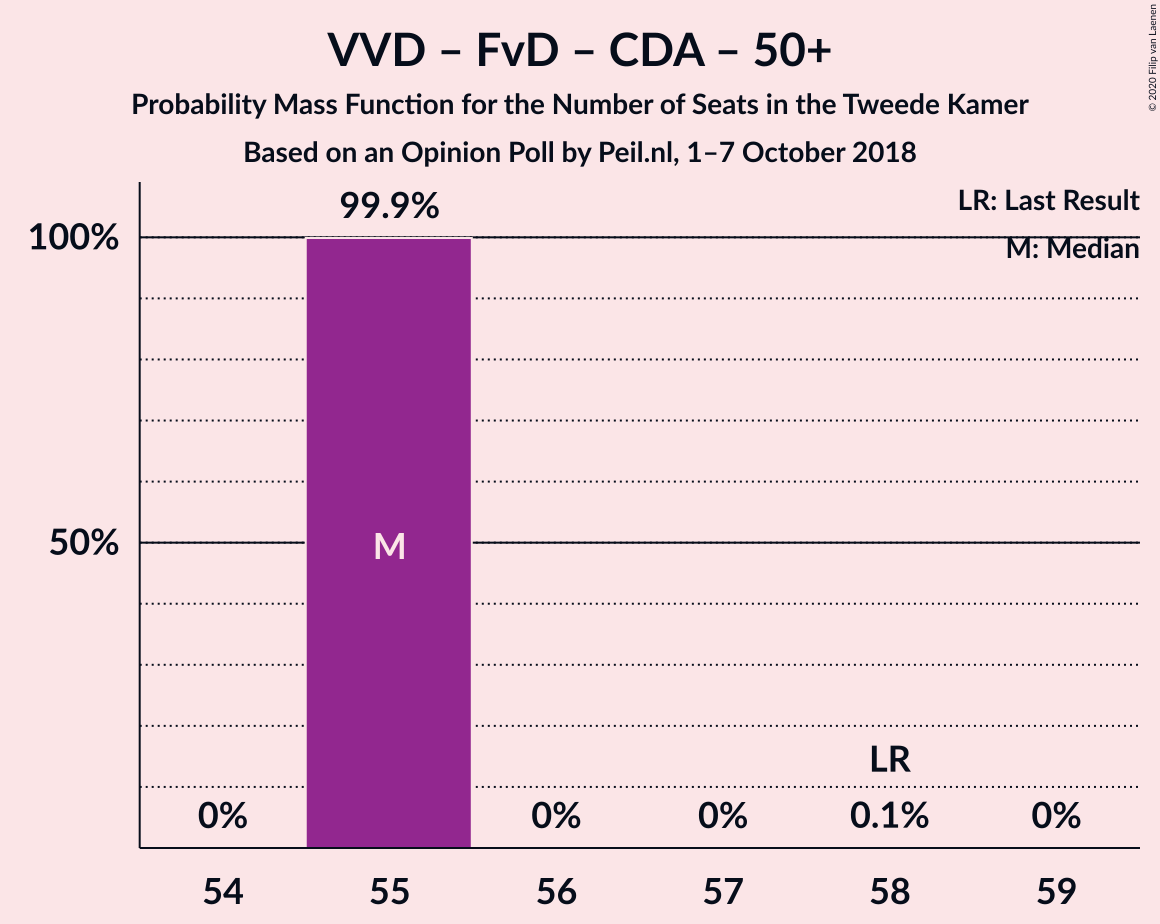 VVD – FvD – CDA – 50+
Probability Mass Function for the Number of Seats in the Tweede Kamer
Based on an Opinion Poll by Peil.nl, 1–7 October 2018
© 2020 Filip van Laenen
LR: Last Result
M: Median
99.9%
100%
50%
M
LR
0%
0%
0%
0.1%
0%
54
55
56
57
58
59